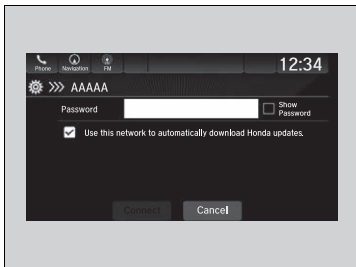 Phone Navigation FM 12:34
>>> AAAAA
Password Show
Password
Use this network to automatically download Honda updates.
Connect Cancel